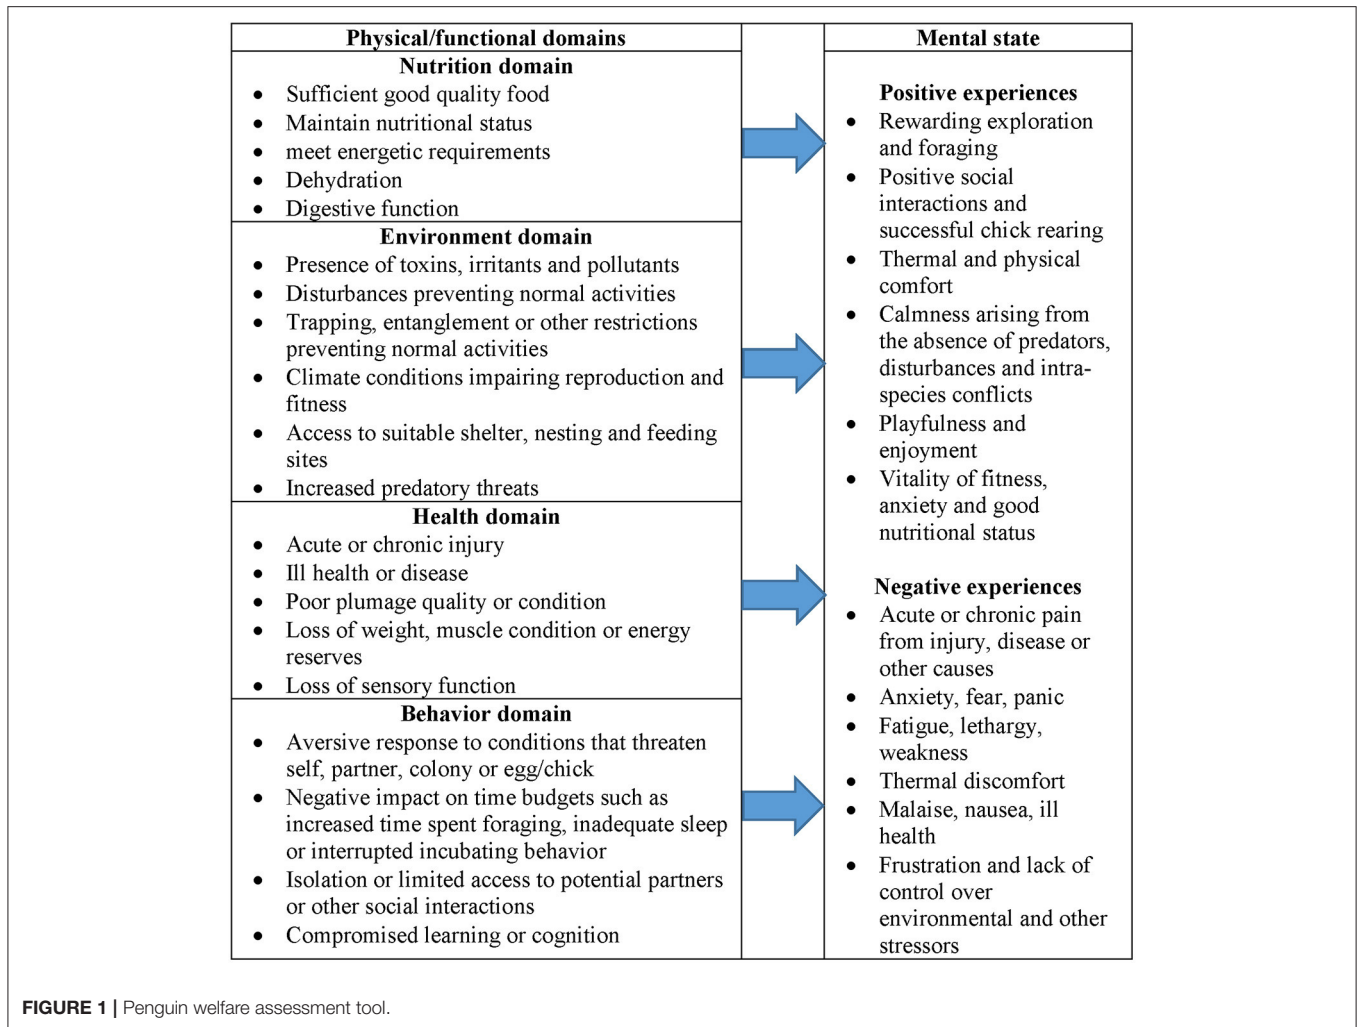 Physical/functional domains
Nutrition domain
• Sufficient good quality food
• Maintain nutritional status
• meet energetic requirements
• Dehydration
• Digestive function
Environment domain
• Presence of toxins, irritants and pollutants
• Disturbances preventing normal activities
• Trapping, entanglement or other restrictions
preventing normal activities
• Climate conditions impairing reproduction and
fitness
• Access to suitable shelter, nesting and feeding
sites
• Increased predatory threats
Health domain
• Acute or chronic injury
• Ill health or disease
• Poor plumage quality or condition
• Loss of weight, muscle condition or energy
reserves
• Loss of sensory function
Behavior domain
• Aversive response to conditions that threaten
self, partner, colony or egg/chick
• Negative impact on time budgets such as
increased time spent foraging, inadequate sleep
or interrupted incubating behavior
• Isolation or limited access to potential partners
or other social interactions
• Compromised learning or cognition
Mental state
Positive experiences
• Rewarding exploration
and foraging
• Positive social
interactions and
successful chick rearing
• Thermal and physical
comfort
• Calmness arising from
the absence of predators,
disturbances and intra-
species conflicts
• Playfulness and
enjoyment
• Vitality of fitness,
anxiety and good
nutritional status
Negative experiences
• Acute or chronic pain
from injury, disease or
other causes
• Anxiety, fear, panic
• Fatigue, lethargy,
weakness
• Thermal discomfort
• Malaise, nausea, ill
health
• Frustration and lack of
control over
environmental and other
stressors
FIGURE 1 | Penguin welfare assessment tool.